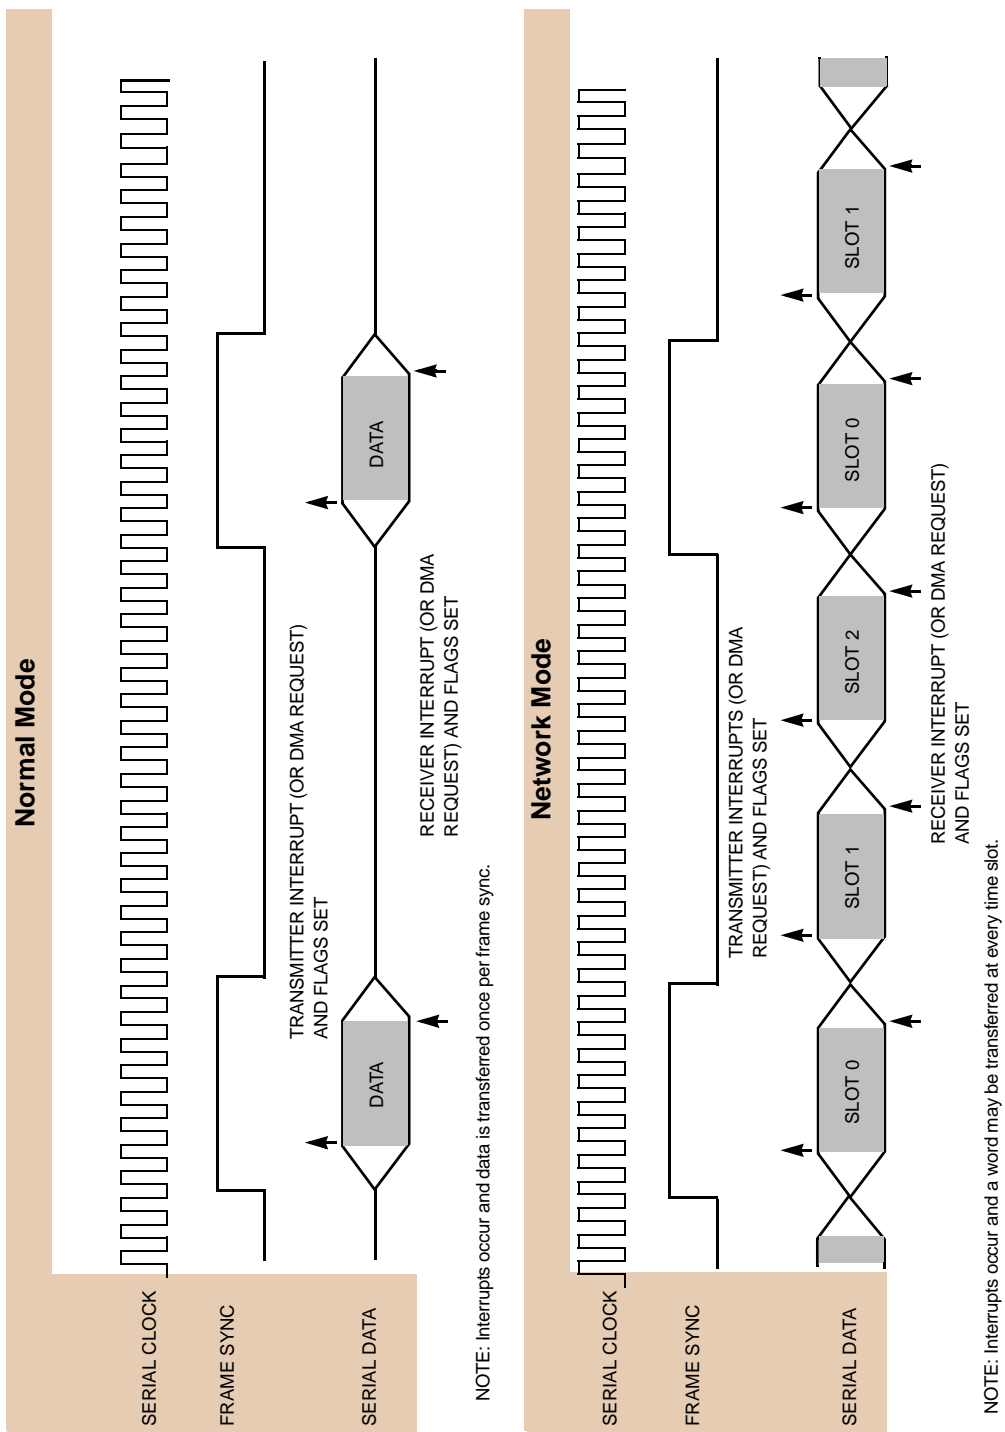 Normal Mode
SERIAL CLOCK
FRAME SYNC
TRANSMITTER INTERRUPT (OR DMA REQUEST)
AND FLAGS SET
SERIAL DATA
DATA
DATA
RECEIVER INTERRUPT (OR DMA
REQUEST) AND FLAGS SET
NOTE: Interrupts occur and data is transferred once per frame sync.
Network Mode
SERIAL CLOCK
FRAME SYNC
TRANSMITTER INTERRUPTS (OR DMA
REQUEST) AND FLAGS SET
SERIAL DATA
SLOT 0
SLOT 1
SLOT 2
SLOT 0
SLOT 1
RECEIVER INTERRUPT (OR DMA REQUEST)
AND FLAGS SET
NOTE: Interrupts occur and a word may be transferred at every time slot.